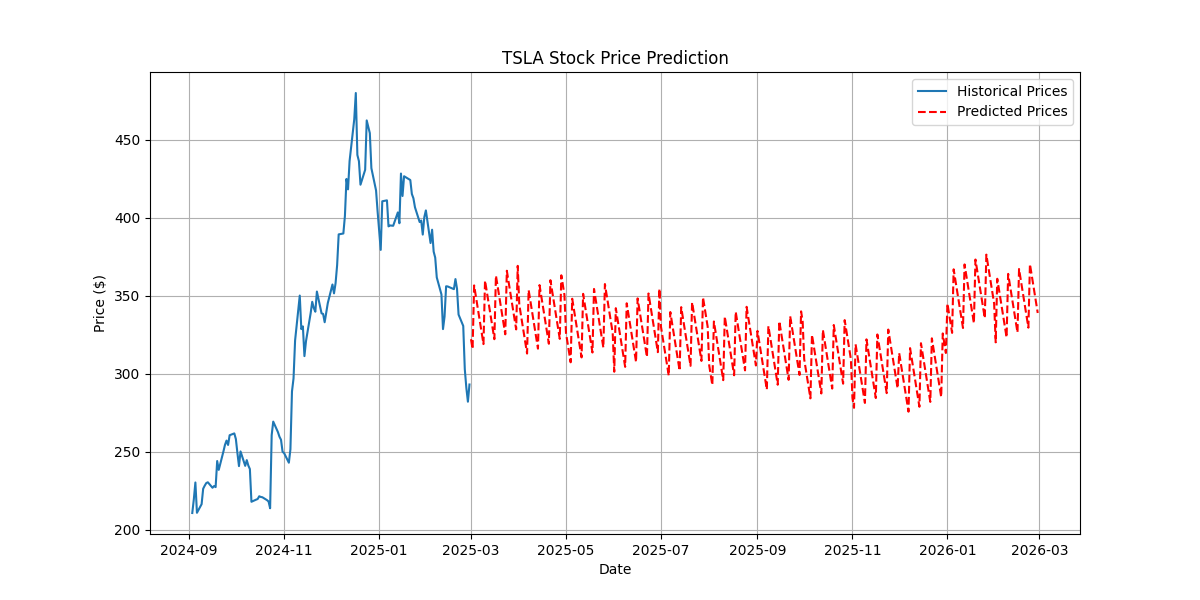 TSLA Stock Price Prediction
Historical Prices
Predicted Prices
Price ($)
450
400
350
300
250
200
2024-09 2024-11 2025-01 2025-03 2025-05 2025-07 2025-09 2025-11 2026-01 2026-03
Date